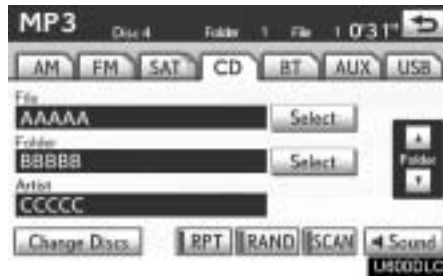 MP3 Disc 4 Folder 1 File 1 0'31"
AM FM SAT CD BT AUX USB
File
AAAAA Select
Folder
BBBBB Select
Folder
Artist
CCCCC
Change Discs RPT RAND SCAN Sound